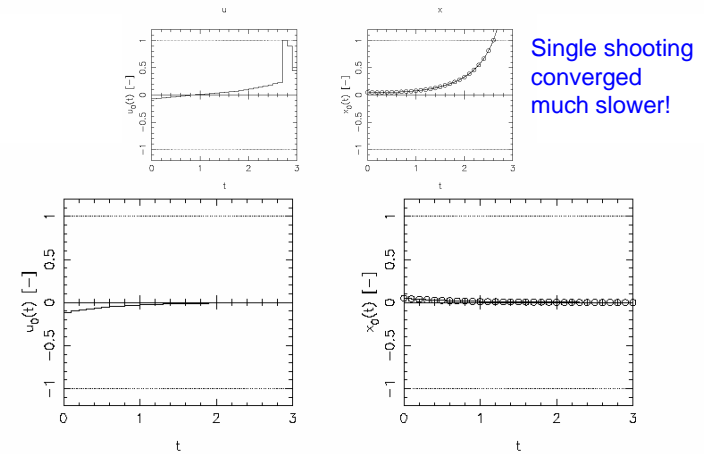 u
x
Single shooting
converged
much slower!
u₀(t) [−]
1
0.5
0
−0.5
−1
0 1 2 3
t
x₀(t) [−]
1
0.5
0
−0.5
−1
0 1 2 3
t
t
t
u₀(t) [−]
1
0.5
0
−0.5
−1
0 1 2 3
t
x₀(t) [−]
1
0.5
0
−0.5
−1
0 1 2 3
t